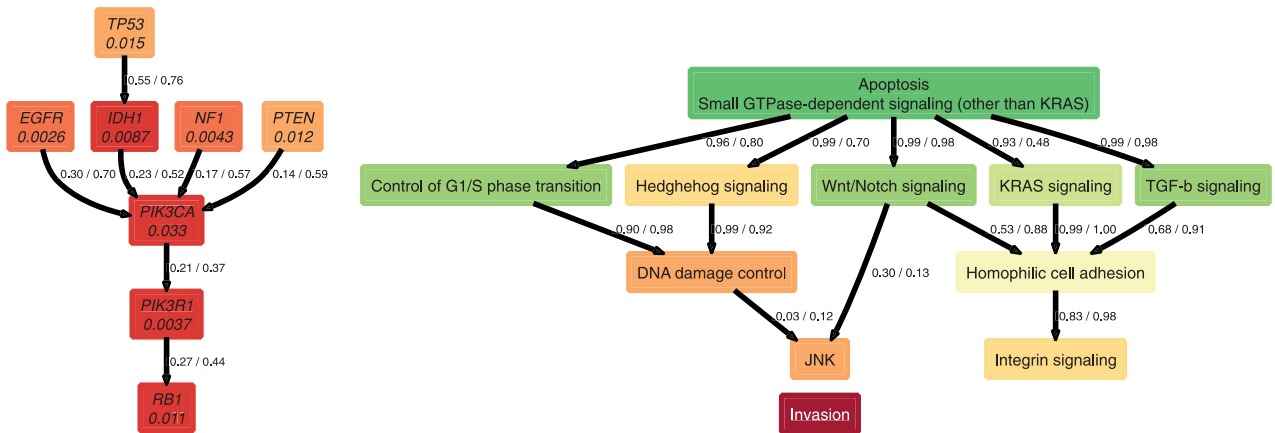 TP53
0.015
0.55 / 0.76
EGFR
0.0026
IDH1
0.0087
NF1
0.0043
PTEN
0.012
0.30 / 0.70
0.23 / 0.52
0.17 / 0.57
0.14 / 0.59
PIK3CA
0.033
0.21 / 0.37
PIK3R1
0.0037
0.27 / 0.44
RB1
0.011
Apoptosis
Small GTPase-dependent signaling (other than KRAS)
0.96 / 0.80
0.99 / 0.70
0.99 / 0.98
0.93 / 0.48
0.99 / 0.98
Control of G1/S phase transition
Hedghehog signaling
Wnt/Notch signaling
KRAS signaling
TGF-b signaling
0.90 / 0.98
0.99 / 0.92
0.30 / 0.13
0.53 / 0.88
0.99 / 1.00
0.68 / 0.91
DNA damage control
Homophilic cell adhesion
0.03 / 0.12
0.83 / 0.98
JNK
Integrin signaling
Invasion